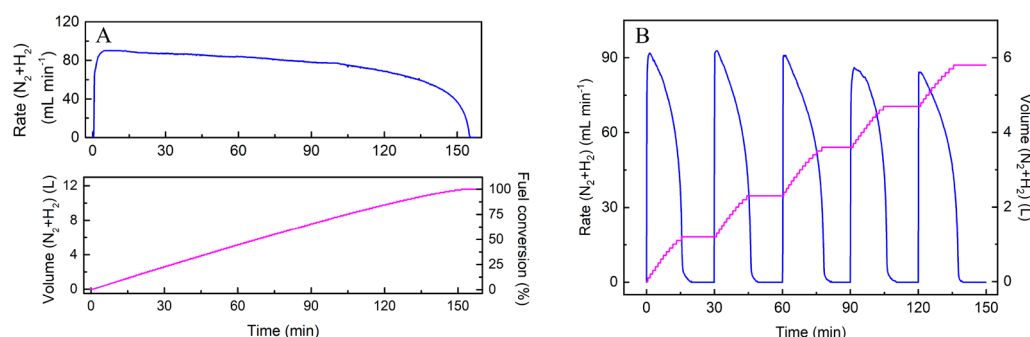 A
120
80
40
0
Rate (N₂+H₂)
(mL min⁻¹)
0 30 60 90 120 150
12
8
4
0
Volume (N₂+H₂) (L)
100
75
50
25
0
Fuel conversion (%)
0 30 60 90 120 150
Time (min)
B
90
60
30
0
Rate (N₂+H₂) (mL min⁻¹)
6
4
2
0
Volume (N₂+H₂) (L)
0 30 60 90 120 150
Time (min)